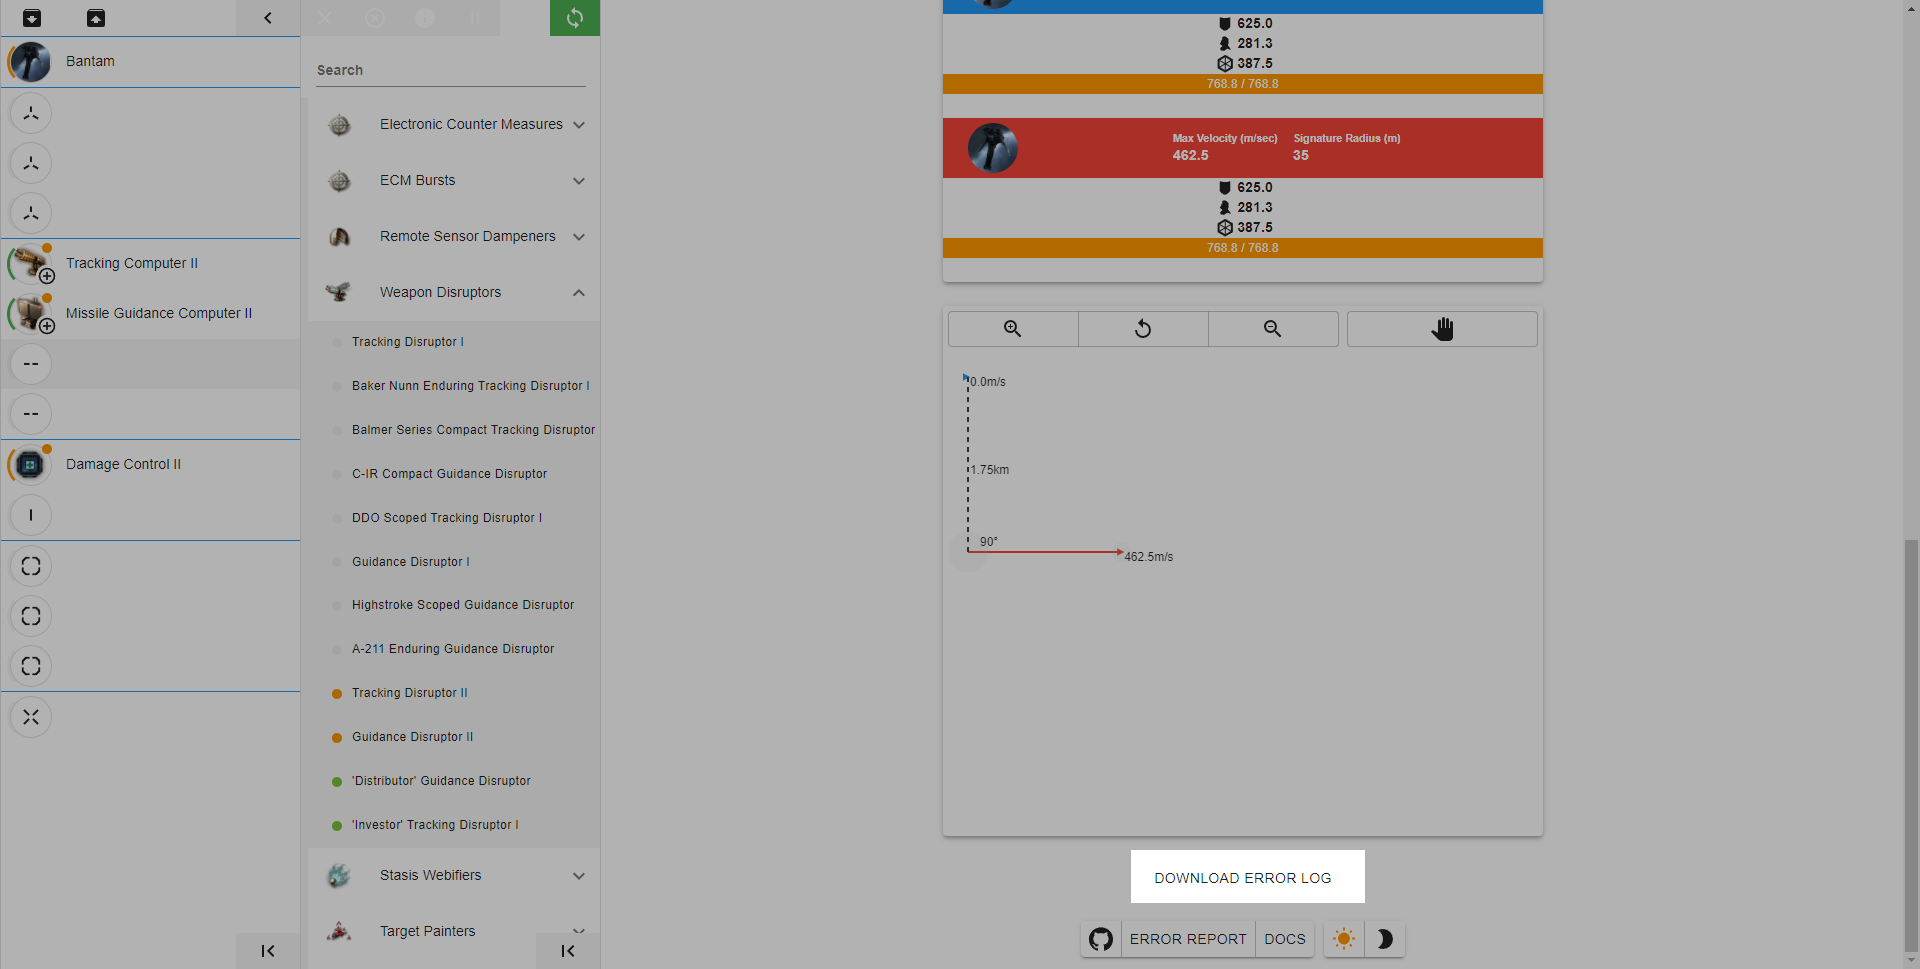 Bantam
Tracking Computer II
Missile Guidance Computer II
Damage Control II
Search
Electronic Counter Measures
ECM Bursts
Remote Sensor Dampeners
Weapon Disruptors
Tracking Disruptor I
Baker Nunn Enduring Tracking Disruptor I
Balmer Series Compact Tracking Disruptor
C-IR Compact Guidance Disruptor
DDO Scoped Tracking Disruptor I
Guidance Disruptor I
Highstroke Scoped Guidance Disruptor
A-211 Enduring Guidance Disruptor
Tracking Disruptor II
Guidance Disruptor II
'Distributor' Guidance Disruptor
'Investor' Tracking Disruptor I
Stasis Webifiers
Target Painters
625.0
281.3
387.5
768.8 / 768.8
Max Velocity (m/sec) Signature Radius (m)
462.5 35
625.0
281.3
387.5
768.8 / 768.8
0.0m/s
1.75km
90°
462.5m/s
DOWNLOAD ERROR LOG
ERROR REPORT DOCS